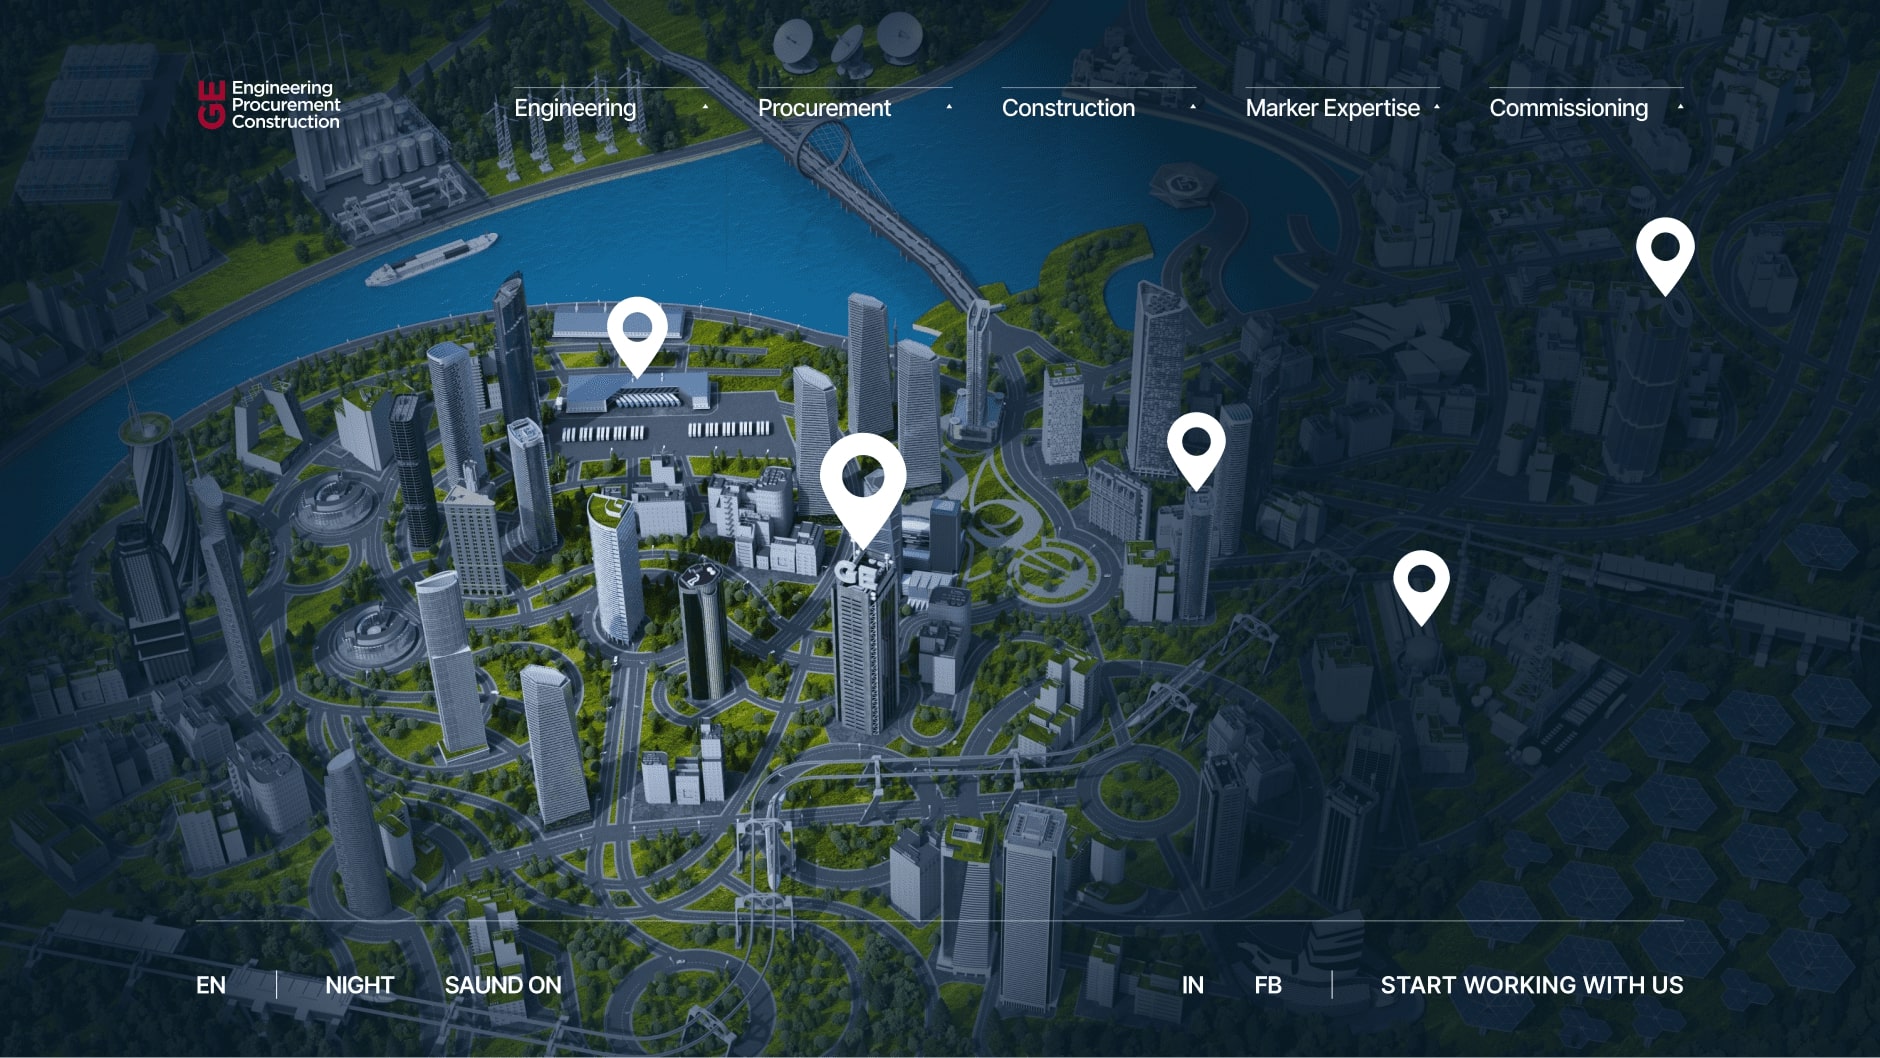 GE Engineering
Procurement
Construction
Engineering
Procurement
Construction
Marker Expertise
Commissioning
GE
EN
NIGHT
SAUND ON
IN
FB
START WORKING WITH US